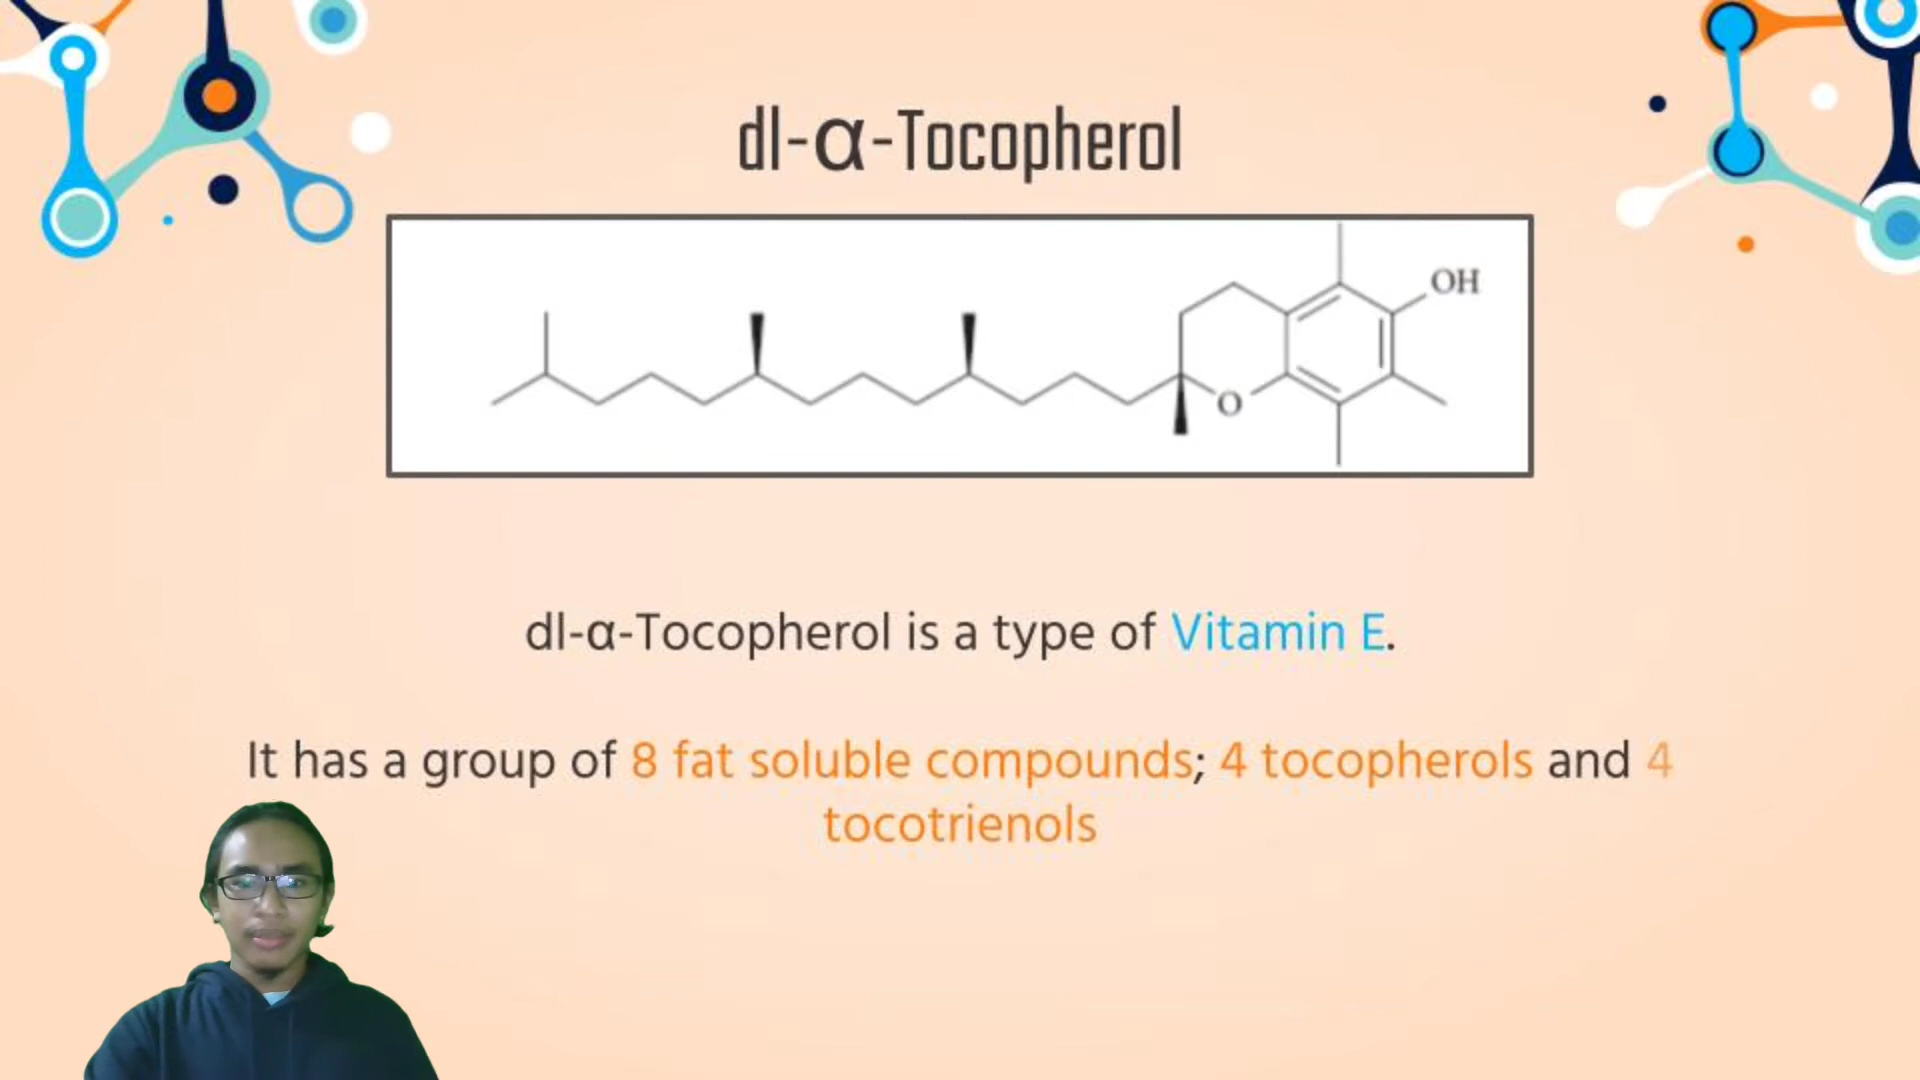 dl-α-Tocopherol
OH
O
dl-α-Tocopherol is a type of Vitamin E.
It has a group of 8 fat soluble compounds; 4 tocopherols and 4
tocotrienols